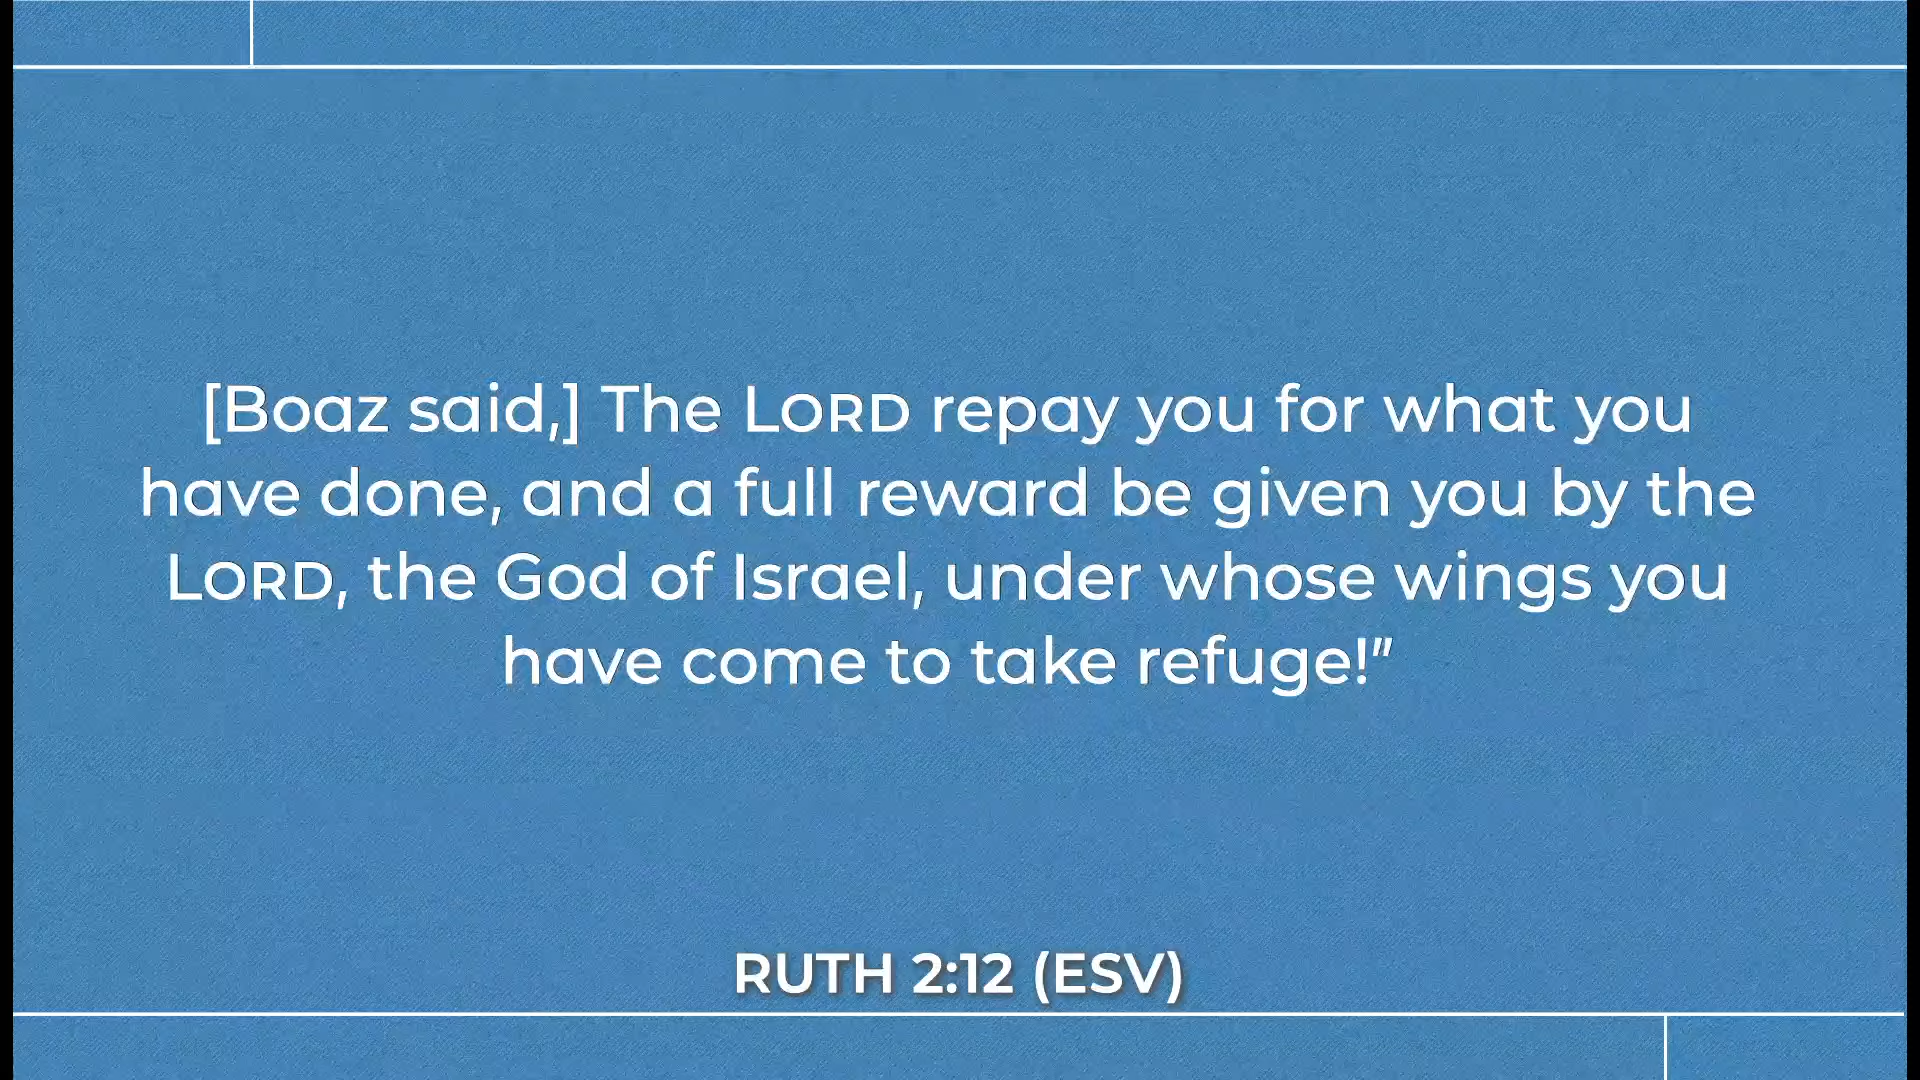 [Boaz said,] The LORD repay you for what you
have done, and a full reward be given you by the
LORD, the God of Israel, under whose wings you
have come to take refuge!”
RUTH 2:12 (ESV)